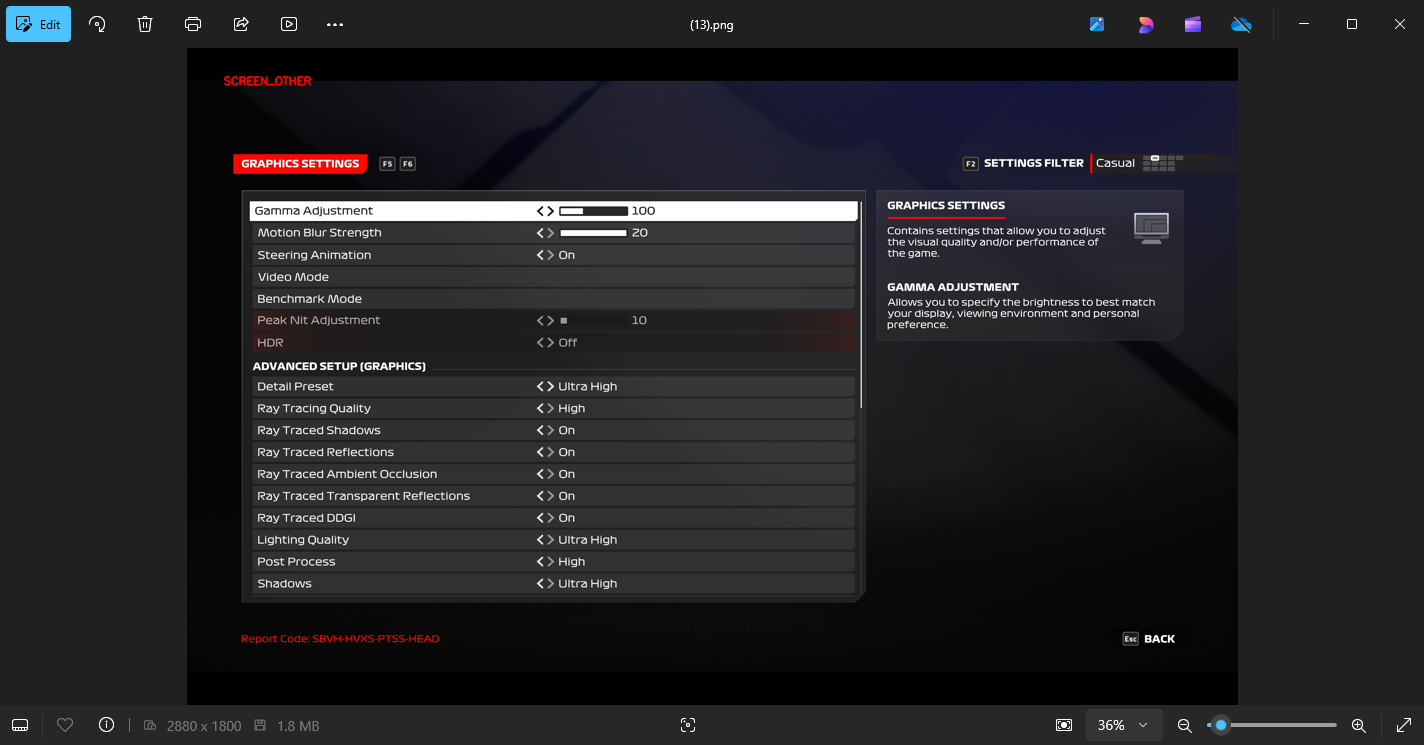 Edit
(13).png
SCREEN_OTHER
GRAPHICS SETTINGS F5 F6
F2 SETTINGS FILTER Casual
Gamma Adjustment 100
Motion Blur Strength 20
Steering Animation On
Video Mode
Benchmark Mode
Peak Nit Adjustment 10
HDR Off
ADVANCED SETUP (GRAPHICS)
Detail Preset Ultra High
Ray Tracing Quality High
Ray Traced Shadows On
Ray Traced Reflections On
Ray Traced Ambient Occlusion On
Ray Traced Transparent Reflections On
Ray Traced DDGI On
Lighting Quality Ultra High
Post Process High
Shadows Ultra High
GRAPHICS SETTINGS
Contains settings that allow you to adjust
the visual quality and/or performance of
the game.
GAMMA ADJUSTMENT
Allows you to specify the brightness to best match
your display, viewing environment and personal
preference.
Report Code: SBVH-HVXS-PTSS-HEAD
Esc BACK
2880 x 1800 1.8 MB
36%